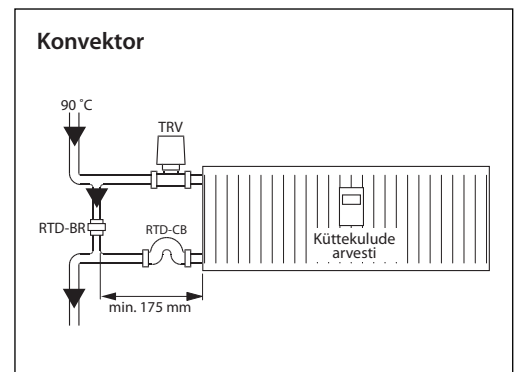 Konvektor
90 ˚C
TRV
RTD-BR
RTD-CB
Küttekulude
arvesti
min. 175 mm